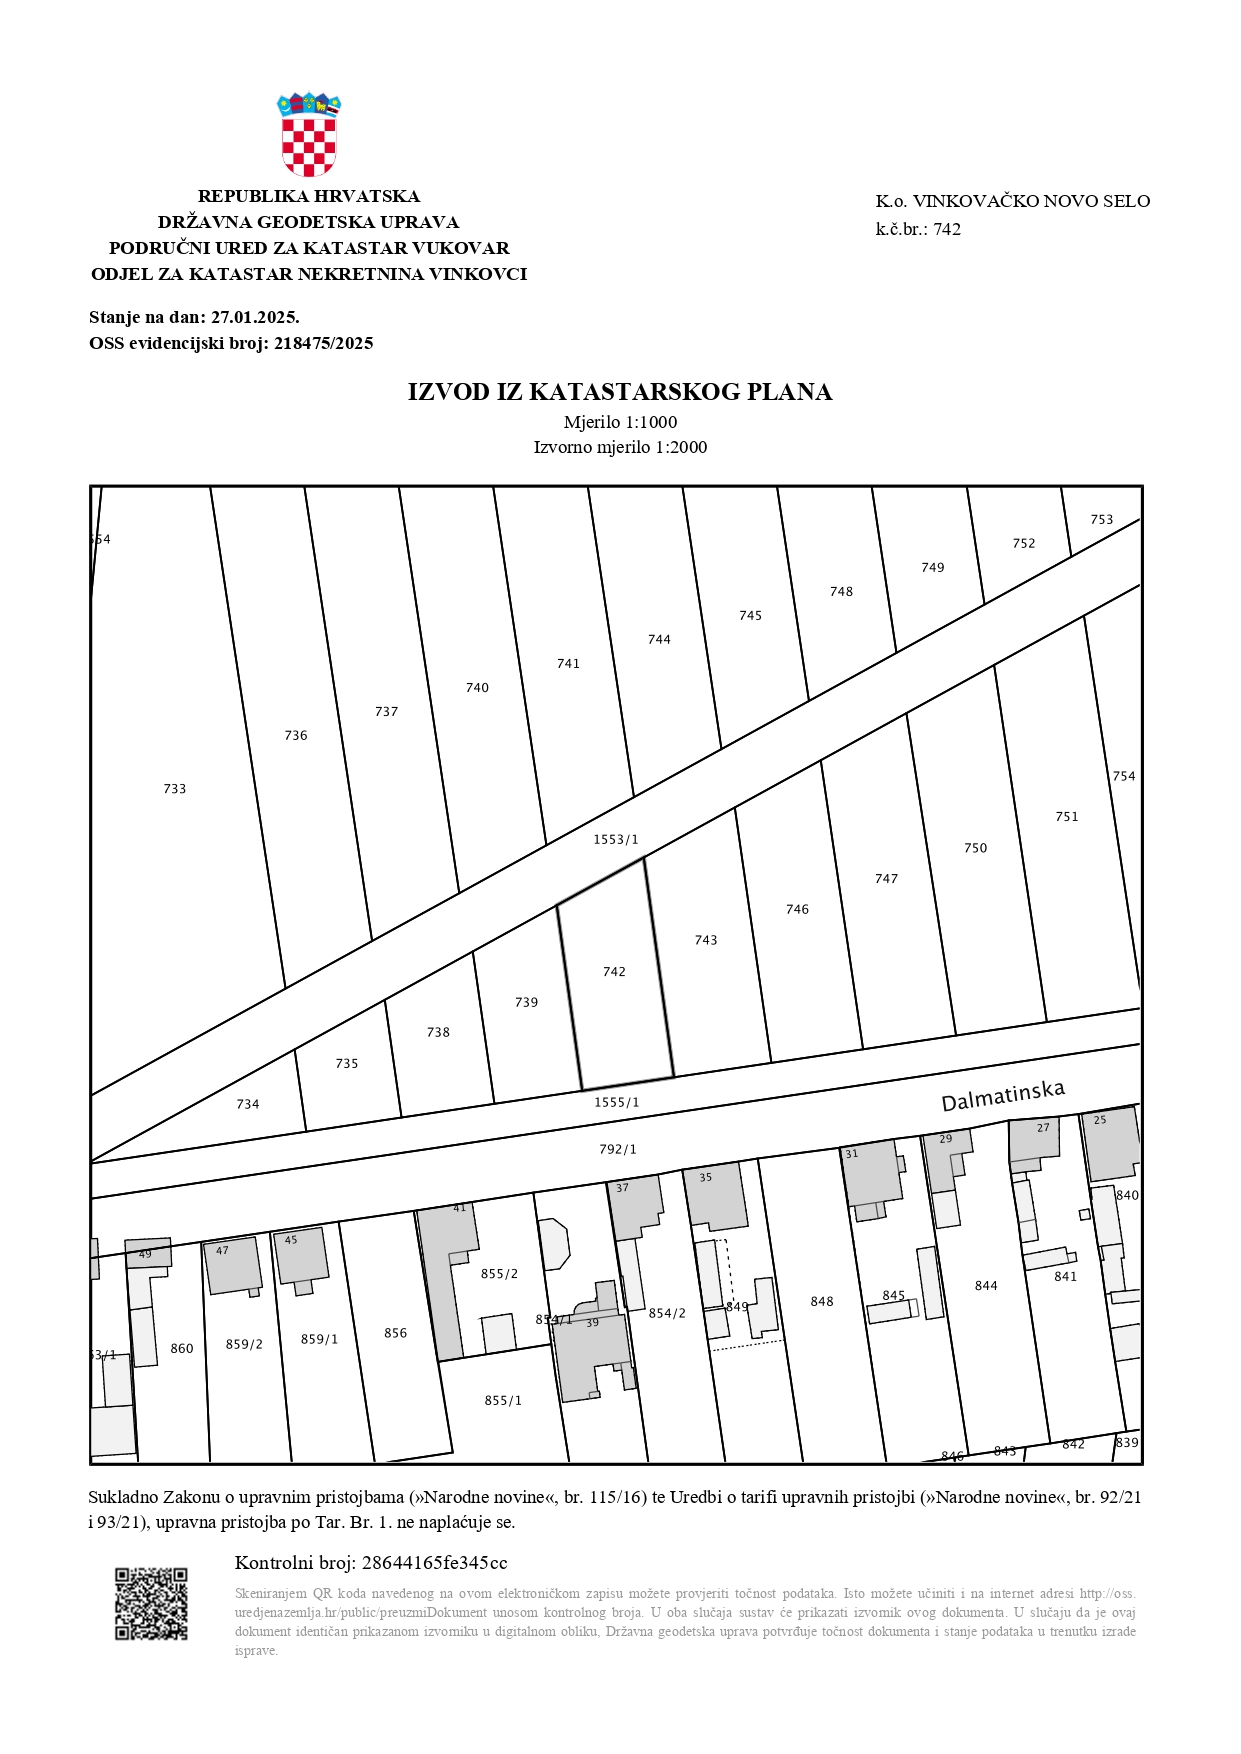 REPUBLIKA HRVATSKA
DRŽAVNA GEODETSKA UPRAVA
PODRUČNI URED ZA KATASTAR VUKOVAR
ODJEL ZA KATASTAR NEKRETNINA VINKOVCI
K.o. VINKOVAČKO NOVO SELO
k.č.br.: 742
Stanje na dan: 27.01.2025.
OSS evidencijski broj: 218475/2025
IZVOD IZ KATASTARSKOG PLANA
Mjerilo 1:1000
Izvorno mjerilo 1:2000
753
752
749
748
745
744
741
740
737
736
733
754
751
750
747
746
743
742
739
738
735
734
1553/1
1555/1
792/1
Dalmatinska
25
27
29
31
35
37
41
45
47
49
39
840
841
844
845
848
849
854/2
854/1
855/2
855/1
856
859/1
859/2
860
53/1
846
843
842
839
Sukladno Zakonu o upravnim pristojbama (»Narodne novine«, br. 115/16) te Uredbi o tarifi upravnih pristojbi (»Narodne novine«, br. 92/21
i 93/21), upravna pristojba po Tar. Br. 1. ne naplaćuje se.
Kontrolni broj: 28644165fe345cc
Skeniranjem QR koda navedenog na ovom elektroničkom zapisu možete provjeriti točnost podataka. Isto možete učiniti i na internet adresi http://oss.
uredjenazemlja.hr/public/preuzmiDokument unosom kontrolnog broja. U oba slučaja sustav će prikazati izvornik ovog dokumenta. U slučaju da je ovaj
dokument identičan prikazanom izvorniku u digitalnom obliku, Državna geodetska uprava potvrđuje točnost dokumenta i stanje podataka u trenutku izrade
isprave.